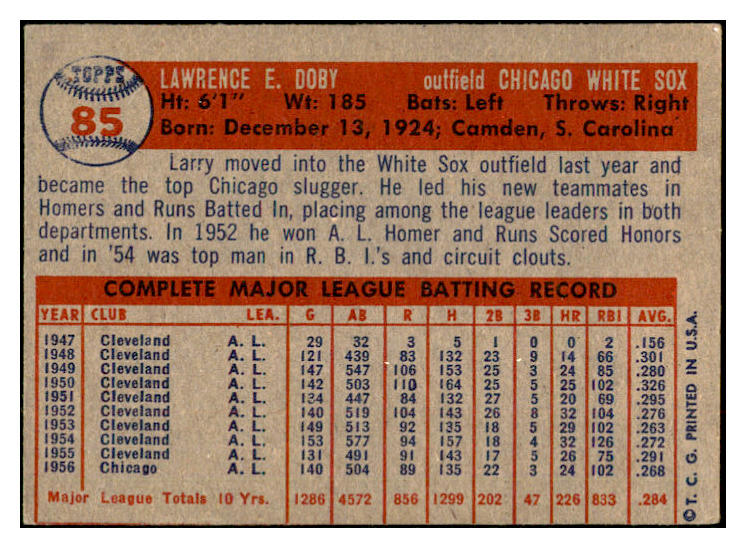 TOPPS
85
LAWRENCE E. DOBY outfield CHICAGO WHITE SOX
Ht: 6'1" Wt: 185 Bats: Left Throws: Right
Born: December 13, 1924; Camden, S. Carolina
Larry moved into the White Sox outfield last year and
became the top Chicago slugger. He led his new teammates in
Homers and Runs Batted In, placing among the league leaders in both
departments. In 1952 he won A. L. Homer and Runs Scored Honors
and in '54 was top man in R. B. I.'s and circuit clouts.
COMPLETE MAJOR LEAGUE BATTING RECORD
YEAR CLUB LEA. G AB R H 2B 3B HR RBI AVG.
1947 Cleveland A. L. 29 32 3 5 1 0 0 2 .156
1948 Cleveland A. L. 121 439 83 132 23 9 14 66 .301
1949 Cleveland A. L. 147 547 106 153 25 3 24 85 .280
1950 Cleveland A. L. 142 503 110 164 25 5 25 102 .326
1951 Cleveland A. L. 134 447 84 132 27 5 20 69 .295
1952 Cleveland A. L. 140 519 104 143 26 8 32 104 .276
1953 Cleveland A. L. 149 513 92 135 18 5 29 102 .263
1954 Cleveland A. L. 153 577 94 157 18 4 32 126 .272
1955 Cleveland A. L. 131 491 91 143 17 5 26 75 .291
1956 Chicago A. L. 140 504 89 135 22 3 24 102 .268
Major League Totals 10 Yrs. 1286 4572 856 1299 202 47 226 833 .284
© T. C. G. PRINTED IN U.S.A.